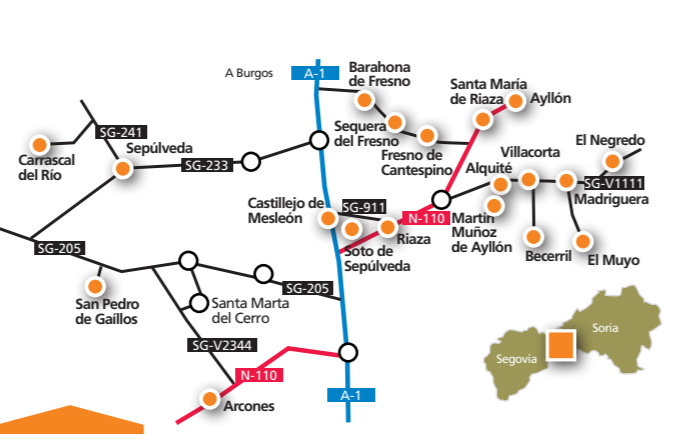 A Burgos
A-1
Barahona
de Fresno
Santa María
de Riaza
Ayllón
SG-241
Sepúlveda
Sequera
del Fresno
Fresno de
Cantespino
Villacorta
El Negredo
Carrascal
del Río
SG-233
Alquité
SG-V1111
Madriguera
Castillejo de
Mesleón
SG-911
N-110
Martín
Muñoz
de Ayllón
Riaza
SG-205
Soto de
Sepúlveda
Becerril
El Muyo
San Pedro
de Gaíllos
SG-205
Santa Marta
del Cerro
SG-V2344
Soria
Segovia
N-110
A-1
Arcones